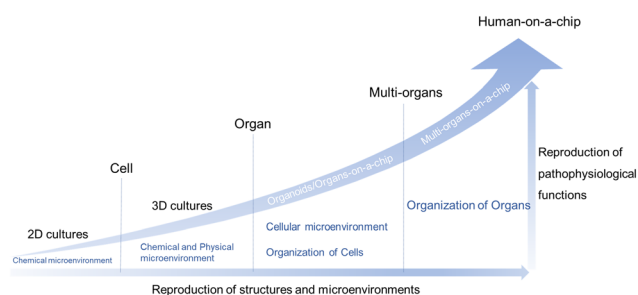 Human-on-a-chip
Multi-organs
Multi-organs-on-a-chip
Organ
Organoids/Organs-on-a-chip
Cell
3D cultures
2D cultures
Reproduction of
pathophysiological
functions
Organization of Organs
Cellular microenvironment
Organization of Cells
Chemical and Physical
microenvironment
Chemical microenvironment
Reproduction of structures and microenvironments